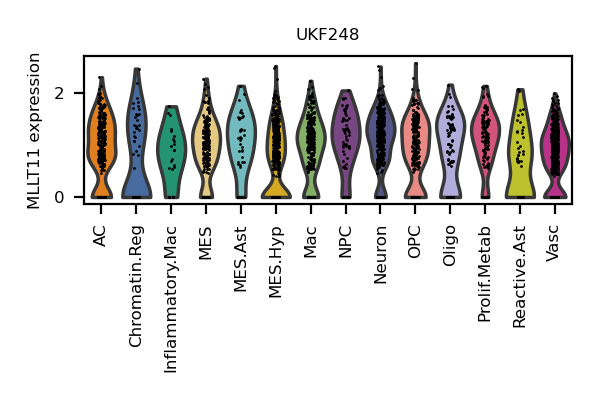 UKF248
MLLT11 expression
2
0
AC
Chromatin.Reg
Inflammatory.Mac
MES
MES.Ast
MES.Hyp
Mac
NPC
Neuron
OPC
Oligo
Prolif.Metab
Reactive.Ast
Vasc